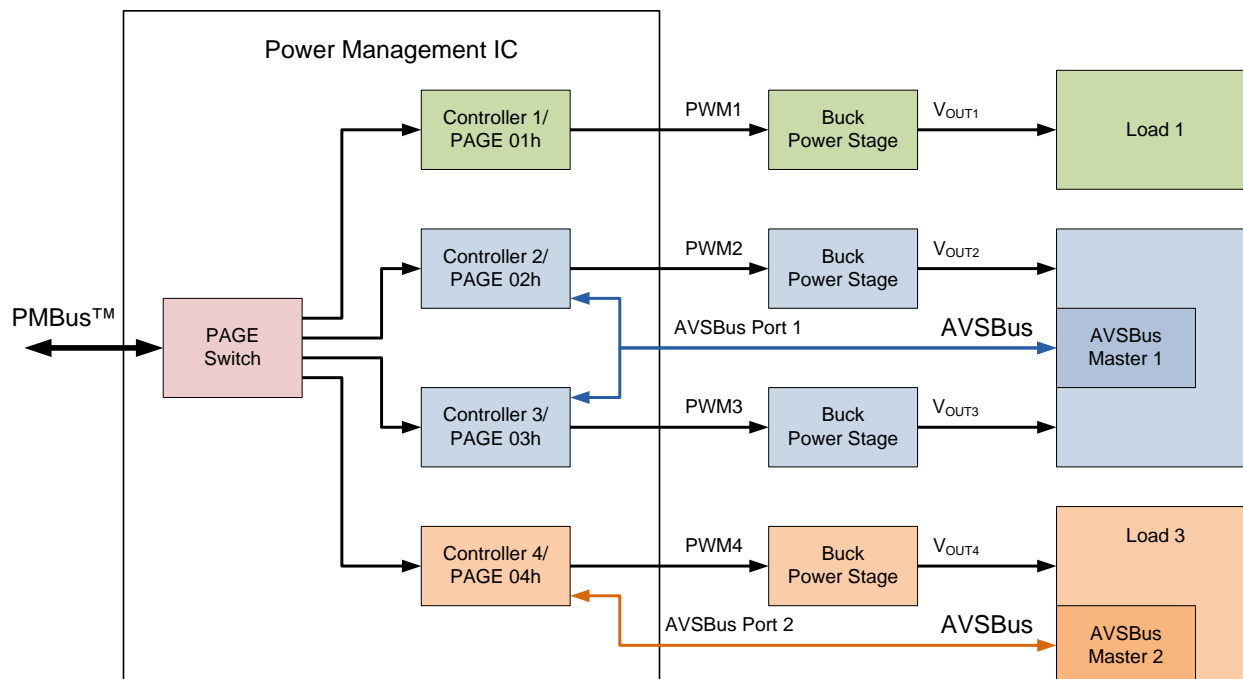 Power Management IC
Controller 1/
PAGE 01h
PWM1
Buck
Power Stage
VOUT1
Load 1
Controller 2/
PAGE 02h
PWM2
Buck
Power Stage
VOUT2
PMBus™
PAGE
Switch
AVSBus Port 1
AVSBus
AVSBus
Master 1
Controller 3/
PAGE 03h
PWM3
Buck
Power Stage
VOUT3
Controller 4/
PAGE 04h
PWM4
Buck
Power Stage
VOUT4
Load 3
AVSBus Port 2
AVSBus
AVSBus
Master 2